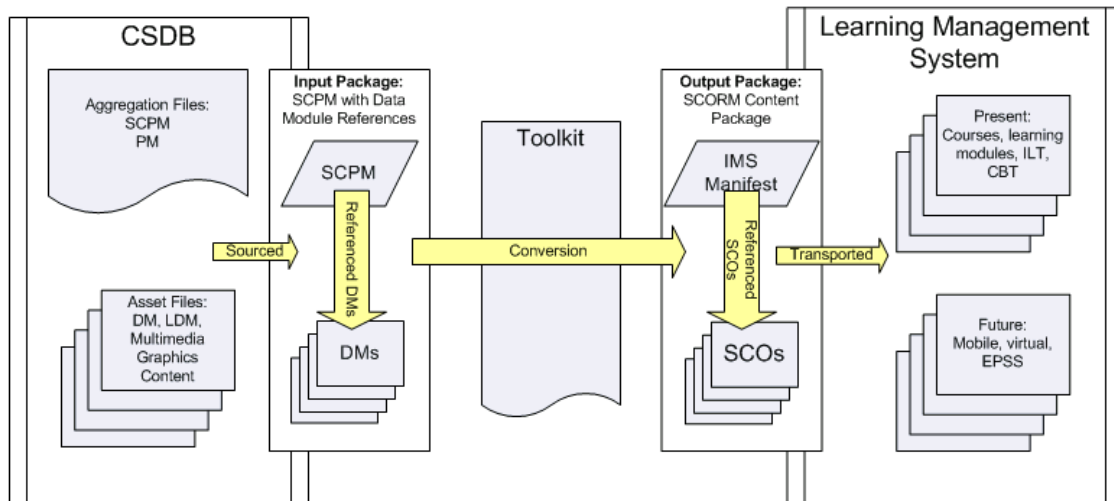 CSDB
Aggregation Files:
SCPM
PM
Sourced
Asset Files:
DM, LDM,
Multimedia
Graphics
Content
Input Package:
SCPM with Data
Module References
SCPM
Referenced DMs
DMs
Toolkit
Conversion
Output Package:
SCORM Content
Package
IMS
Manifest
Referenced
SCOs
SCOs
Transported
Learning Management
System
Present:
Courses, learning
modules, ILT,
CBT
Future:
Mobile, virtual,
EPSS